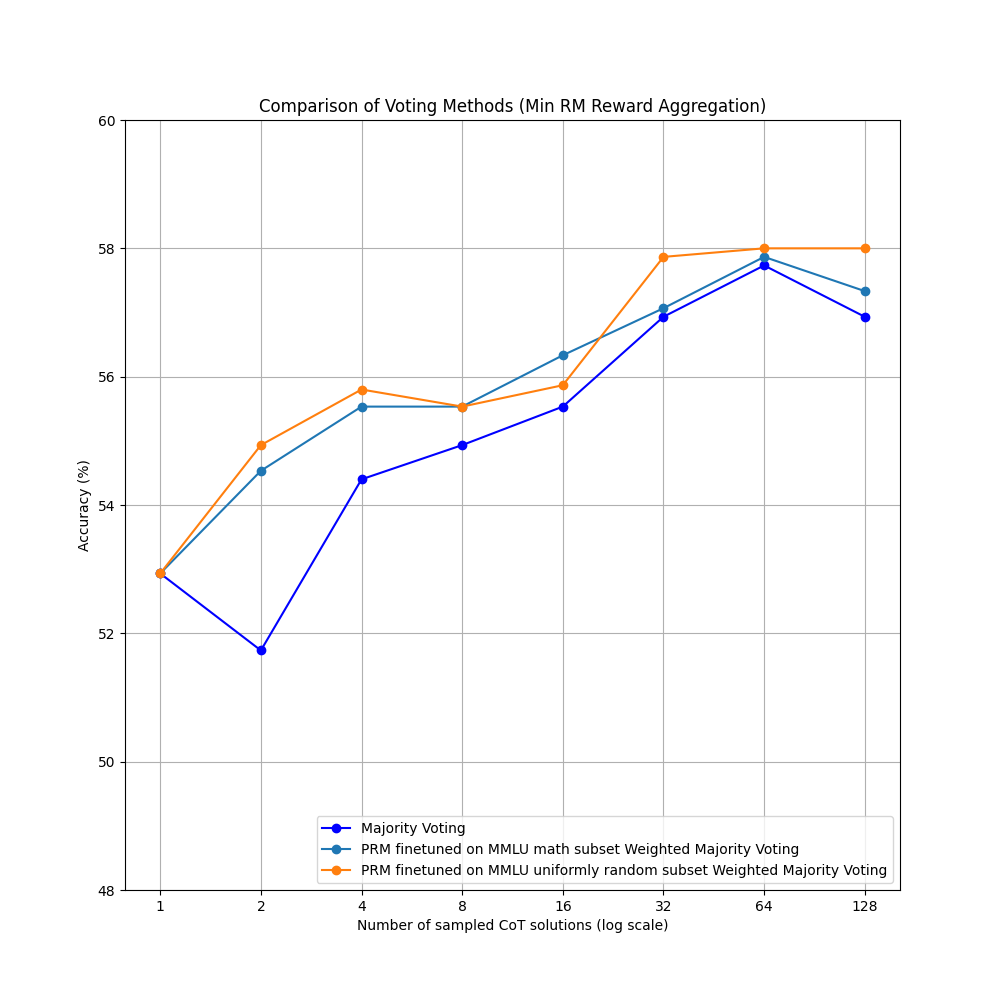 Comparison of Voting Methods (Min RM Reward Aggregation)
60
58
56
54
52
50
48
Accuracy (%)
Majority Voting
PRM finetuned on MMLU math subset Weighted Majority Voting
PRM finetuned on MMLU uniformly random subset Weighted Majority Voting
1 2 4 8 16 32 64 128
Number of sampled CoT solutions (log scale)